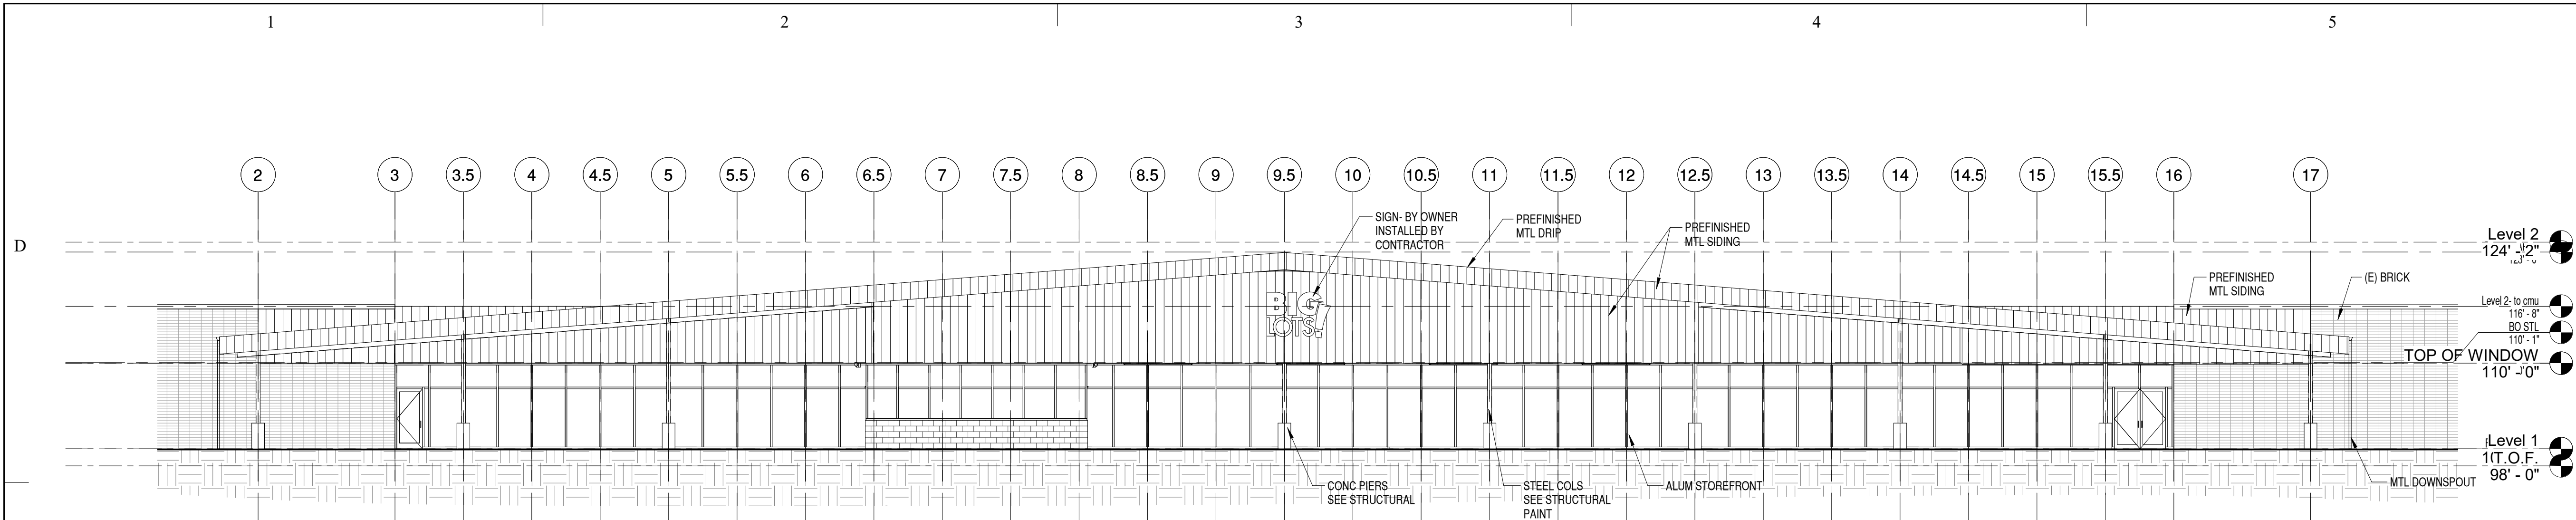 1 2 3 4 5
D
2 3 3.5 4 4.5 5 5.5 6 6.5 7 7.5 8 8.5 9 9.5 10 10.5 11 11.5 12 12.5 13 13.5 14 14.5 15 15.5 16 17
SIGN- BY OWNER
INSTALLED BY
CONTRACTOR
PREFINISHED
MTL DRIP
PREFINISHED
MTL SIDING
PREFINISHED
MTL SIDING
(E) BRICK
Level 2
124' - 2"
Level 2- to cmu
116' - 8"
BO STL
110' - 1"
TOP OF WINDOW
110' - 0"
BIG
LOTS!
Level 1
T.O.F.
98' - 0"
CONC PIERS
SEE STRUCTURAL
STEEL COLS
SEE STRUCTURAL
PAINT
ALUM STOREFRONT
MTL DOWNSPOUT